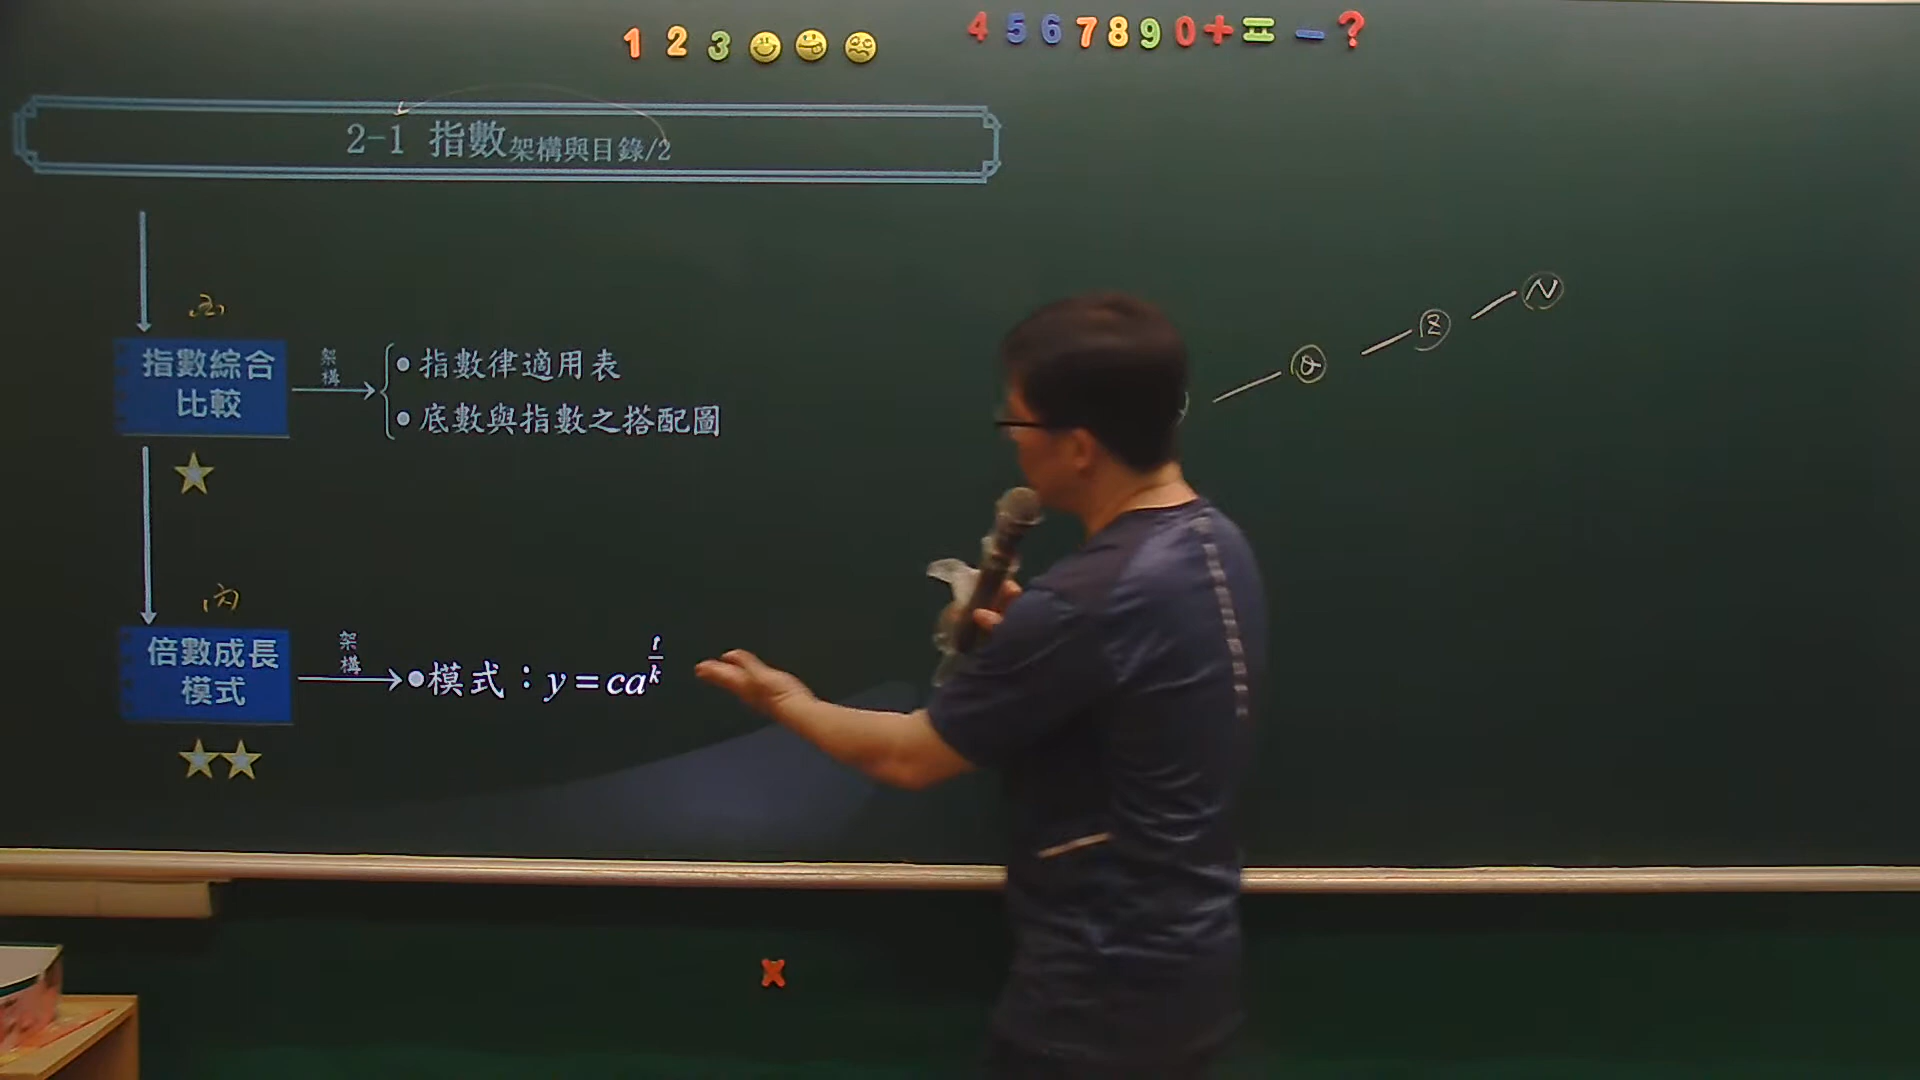 1 2 3
4 5 6 7 8 9 0 + = - ?
2-1 指數架構與目錄/2
指數綜合
比較
架構
•指數律適用表
•底數與指數之搭配圖
Q
Z
N
丙
倍數成長
模式
架構
•模式：y = ca^{t/k}
x